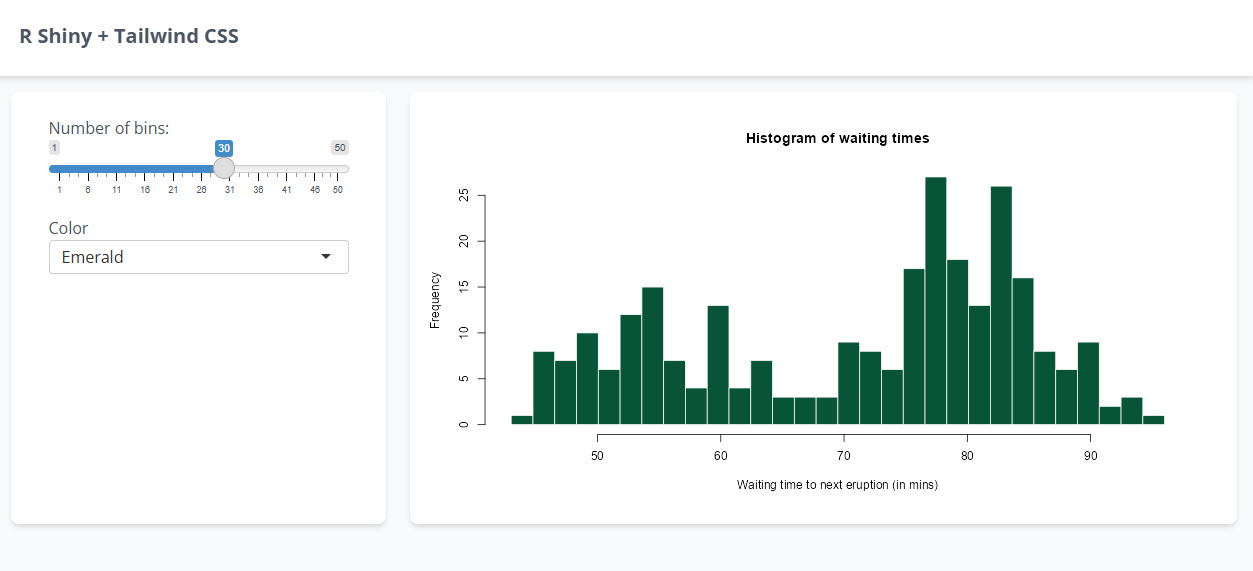 R Shiny + Tailwind CSS
Number of bins:
1 30 50
1 6 11 16 21 26 31 36 41 46 50
Color
Emerald
Histogram of waiting times
25
20
15
10
5
0
Frequency
50 60 70 80 90
Waiting time to next eruption (in mins)